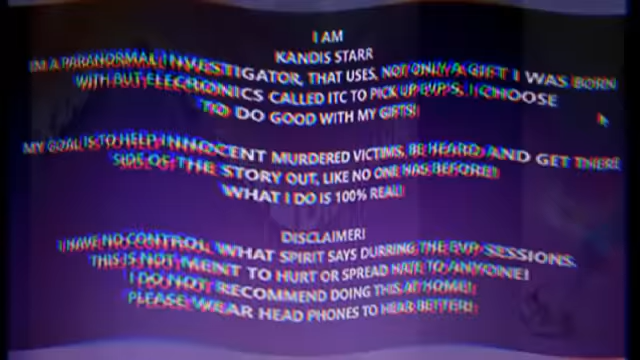 I AM
KANDIS STARR
IM A PARANORMAL INVESTIGATOR, THAT USES, NOT ONLY A GIFT I WAS BORN
WITH BUT ELECTRONICS CALLED ITC TO PICK UP EVP'S. I CHOOSE
TO DO GOOD WITH MY GIFTS!
MY GOAL IS TO HELP INNOCENT MURDERED VICTIMS, BE HEARD AND GET THERE
SIDE OF THE STORY OUT, LIKE NO ONE HAS BEFORE!
WHAT I DO IS 100% REAL!
DISCLAIMER!
I HAVE NO CONTROL, WHAT SPIRIT SAYS DURRING THE EVP SESSIONS.
THIS IS NOT MENT TO HURT OR SPREAD HATE TO ANYOINE!
I DO NOT RECOMMEND DOING THIS AT HOME!
PLEASE WEAR HEAD PHONES TO HEAR BETTER!